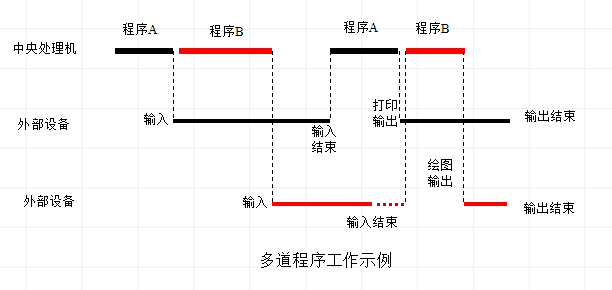 程序A
程序B
程序A
程序B
中央处理机
外部设备
输入
输入
结束
打印
输出
输出结束
绘图
输出
外部设备
输入
输入结束
输出结束
多道程序工作示例